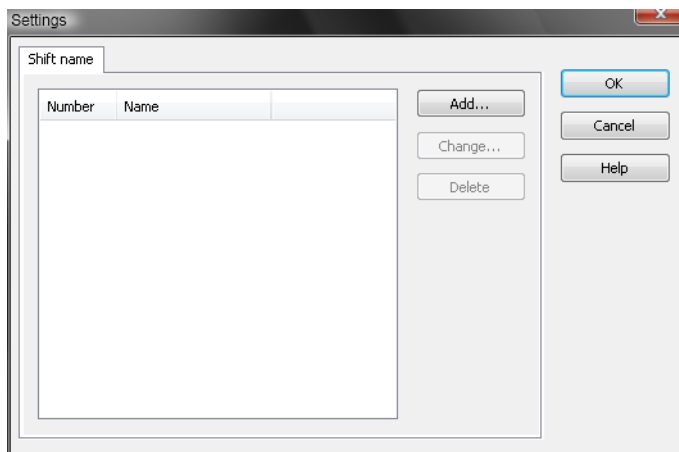 Settings
Shift name
Number Name
Add...
Change...
Delete
OK
Cancel
Help